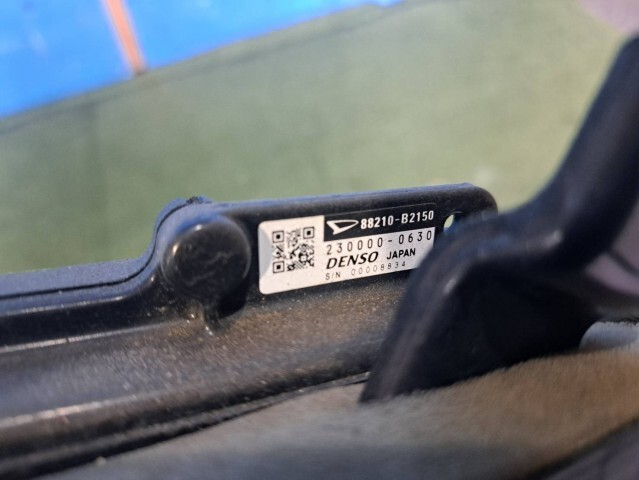 88210-B2150
230000-0630
DENSO JAPAN
S/N 00008834